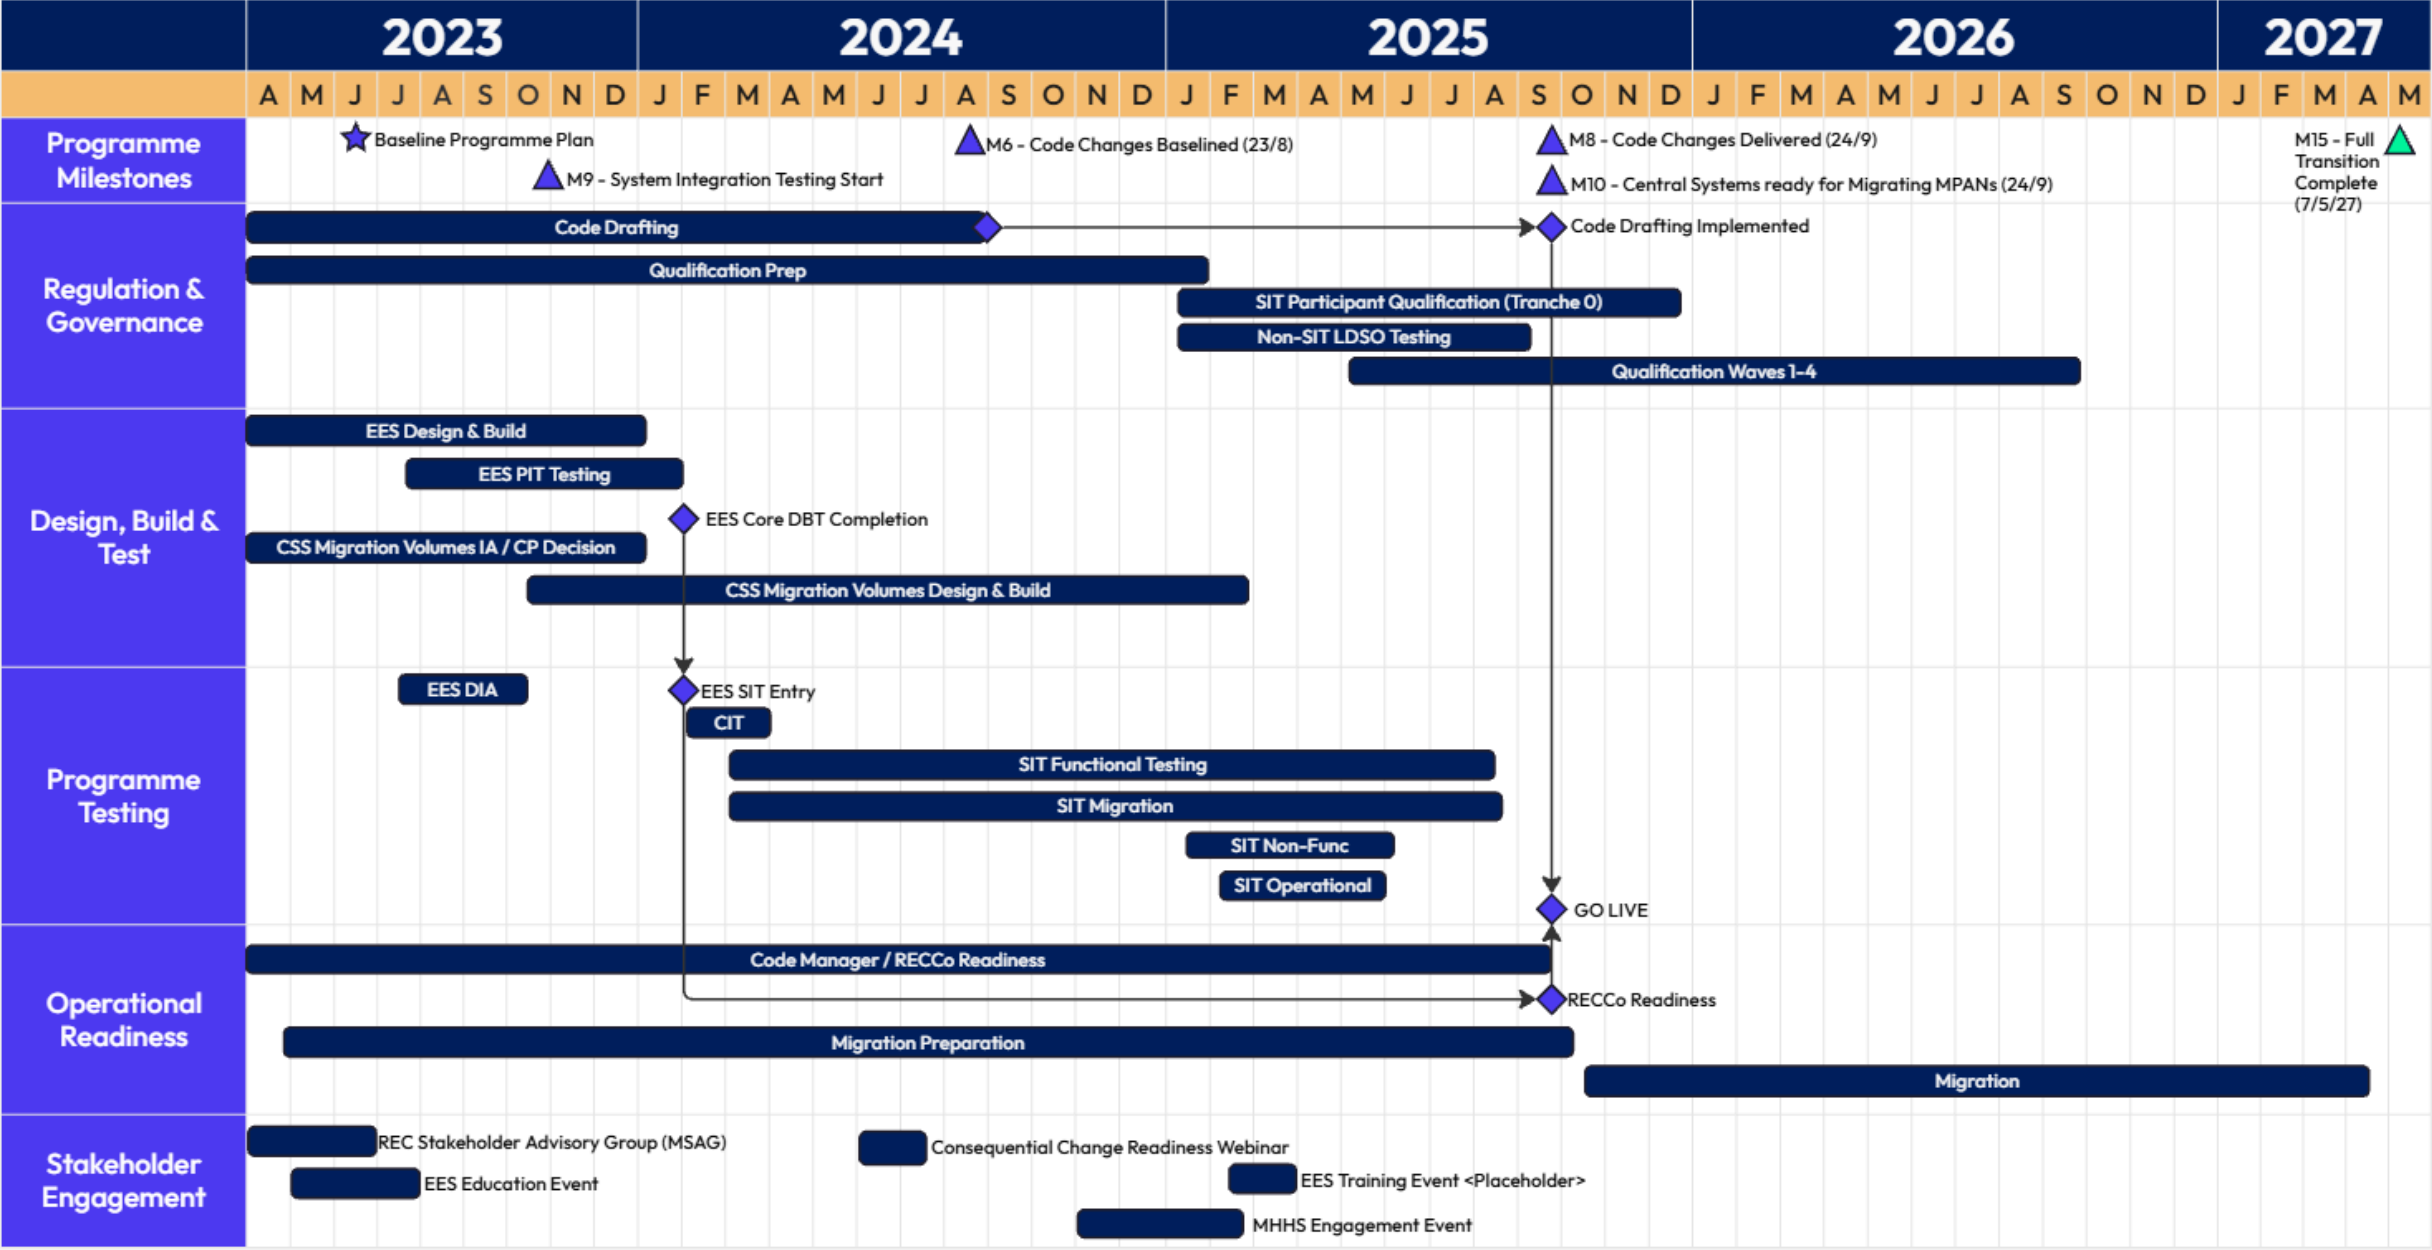 2023 2024 2025 2026 2027
A M J J A S O N D J F M A M J J A S O N D J F M A M J J A S O N D J F M A M J J A S O N D J F M A M
Programme
Milestones
Baseline Programme Plan
M9 - System Integration Testing Start
M6 - Code Changes Baselined (23/8)
M8 - Code Changes Delivered (24/9)
M10 - Central Systems ready for Migrating MPANs (24/9)
M15 - Full
Transition
Complete
(7/5/27)
Regulation &
Governance
Code Drafting
Code Drafting Implemented
Qualification Prep
SIT Participant Qualification (Tranche 0)
Non-SIT LDSO Testing
Qualification Waves 1-4
Design, Build &
Test
EES Design & Build
EES PIT Testing
EES Core DBT Completion
CSS Migration Volumes IA / CP Decision
CSS Migration Volumes Design & Build
Programme
Testing
EES DIA
EES SIT Entry
CIT
SIT Functional Testing
SIT Migration
SIT Non-Func
SIT Operational
GO LIVE
Operational
Readiness
Code Manager / RECCo Readiness
RECCo Readiness
Migration Preparation
Migration
Stakeholder
Engagement
REC Stakeholder Advisory Group (MSAG)
EES Education Event
Consequential Change Readiness Webinar
EES Training Event <Placeholder>
MHHS Engagement Event